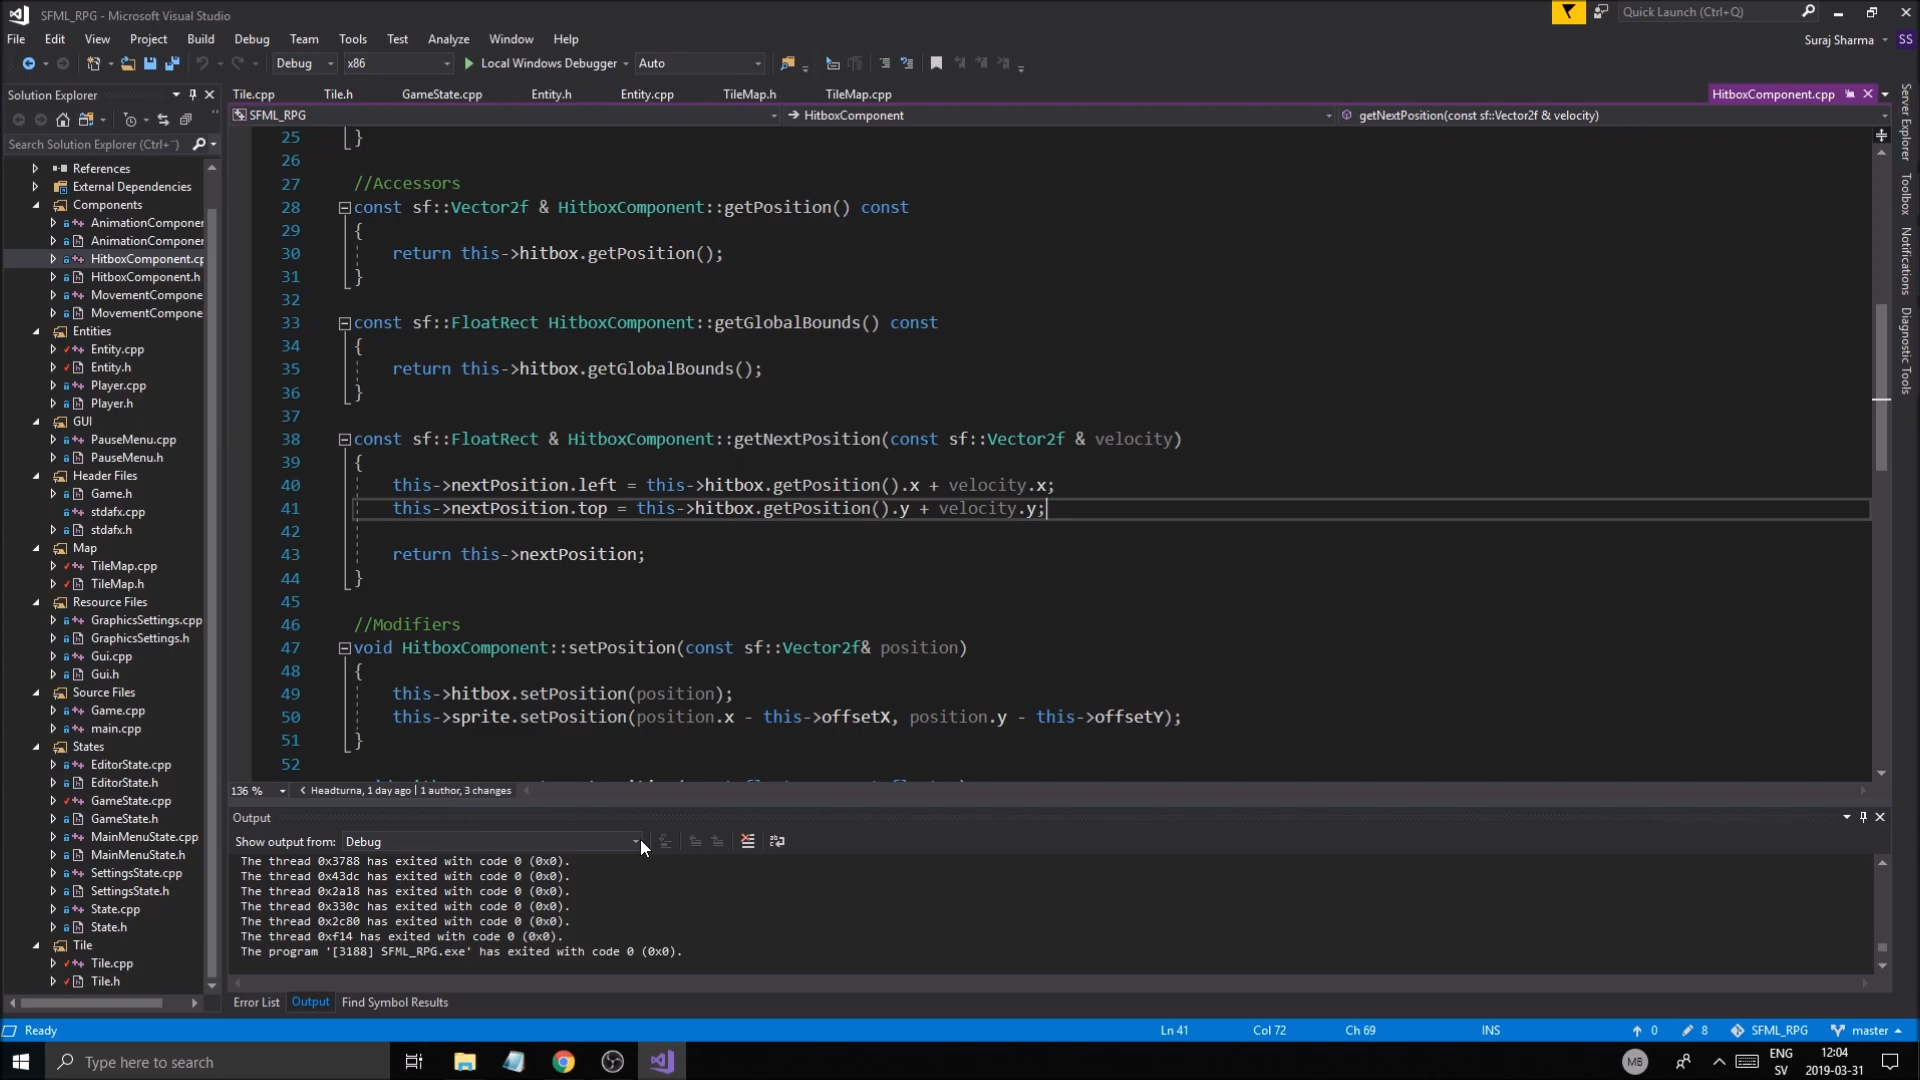 SFML_RPG - Microsoft Visual Studio
Quick Launch (Ctrl+Q)
File Edit View Project Build Debug Team Tools Test Analyze Window Help
Suraj Sharma
SS
Debug x86 Local Windows Debugger Auto
Solution Explorer
Tile.cpp Tile.h GameState.cpp Entity.h Entity.cpp TileMap.h TileMap.cpp HitboxComponent.cpp
SFML_RPG HitboxComponent getNextPosition(const sf::Vector2f & velocity)
Search Solution Explorer (Ctrl+¨)
References
External Dependencies
Components
AnimationComponer
AnimationComponer
HitboxComponent.cp
HitboxComponent.h
MovementCompone
MovementCompone
Entities
Entity.cpp
Entity.h
Player.cpp
Player.h
GUI
PauseMenu.cpp
PauseMenu.h
Header Files
Game.h
stdafx.cpp
stdafx.h
Map
TileMap.cpp
TileMap.h
Resource Files
GraphicsSettings.cpp
GraphicsSettings.h
Gui.cpp
Gui.h
Source Files
Game.cpp
main.cpp
States
EditorState.cpp
EditorState.h
GameState.cpp
GameState.h
MainMenuState.cpp
MainMenuState.h
SettingsState.cpp
SettingsState.h
State.cpp
State.h
Tile
Tile.cpp
Tile.h
25 }
26
27 //Accessors
28 const sf::Vector2f & HitboxComponent::getPosition() const
29 {
30 return this->hitbox.getPosition();
31 }
32
33 const sf::FloatRect HitboxComponent::getGlobalBounds() const
34 {
35 return this->hitbox.getGlobalBounds();
36 }
37
38 const sf::FloatRect & HitboxComponent::getNextPosition(const sf::Vector2f & velocity)
39 {
40 this->nextPosition.left = this->hitbox.getPosition().x + velocity.x;
41 this->nextPosition.top = this->hitbox.getPosition().y + velocity.y;
42
43 return this->nextPosition;
44 }
45
46 //Modifiers
47 void HitboxComponent::setPosition(const sf::Vector2f& position)
48 {
49 this->hitbox.setPosition(position);
50 this->sprite.setPosition(position.x - this->offsetX, position.y - this->offsetY);
51 }
52
136 % Headturna, 1 day ago | 1 author, 3 changes
Output
Show output from: Debug
The thread 0x3788 has exited with code 0 (0x0).
The thread 0x43dc has exited with code 0 (0x0).
The thread 0x2a18 has exited with code 0 (0x0).
The thread 0x330c has exited with code 0 (0x0).
The thread 0x2c80 has exited with code 0 (0x0).
The thread 0xf14 has exited with code 0 (0x0).
The program '[3188] SFML_RPG.exe' has exited with code 0 (0x0).
Error List Output Find Symbol Results
Server Explorer
Toolbox
Notifications
Diagnostic Tools
Ready Ln 41 Col 72 Ch 69 INS 0 8 SFML_RPG master
Type here to search
MB
ENG
SV
12:04
2019-03-31